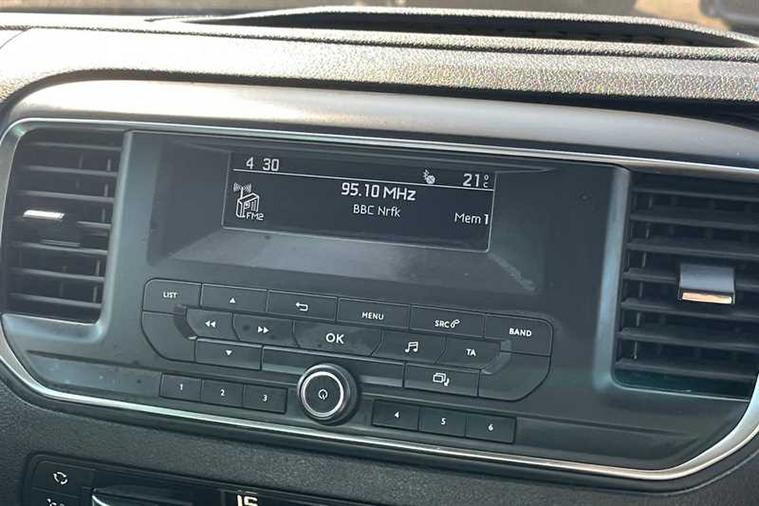 4 30
21°C
95.10 MHz
BBC Nrfk
FM2
Mem 1
LIST
MENU
SRC
BAND
OK
TA
1 2 3
4 5 6